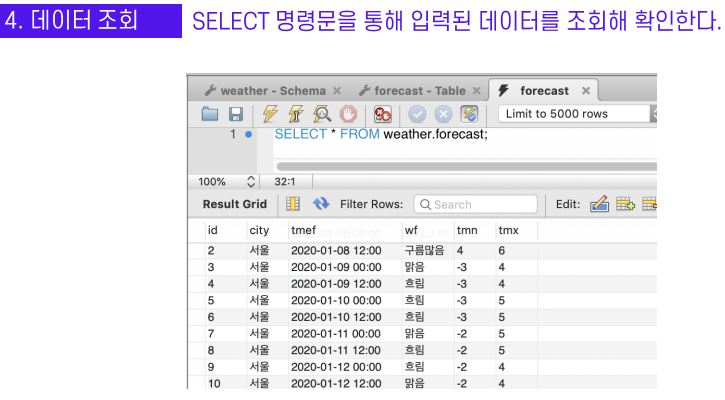 4. 데이터 조회
SELECT 명령문을 통해 입력된 데이터를 조회해 확인한다.
weather - Schema × forecast - Table × forecast ×
Limit to 5000 rows
1 SELECT * FROM weather.forecast;
100% 32:1
Result Grid Filter Rows: Search Edit:
id city tmef wf tmn tmx
2 서울 2020-01-08 12:00 구름많음 4 6
3 서울 2020-01-09 00:00 맑음 -3 4
4 서울 2020-01-09 12:00 흐림 -3 4
5 서울 2020-01-10 00:00 흐림 -3 5
6 서울 2020-01-10 12:00 흐림 -3 5
7 서울 2020-01-11 00:00 맑음 -2 5
8 서울 2020-01-11 12:00 흐림 -2 5
9 서울 2020-01-12 00:00 흐림 -2 4
10 서울 2020-01-12 12:00 맑음 -2 4